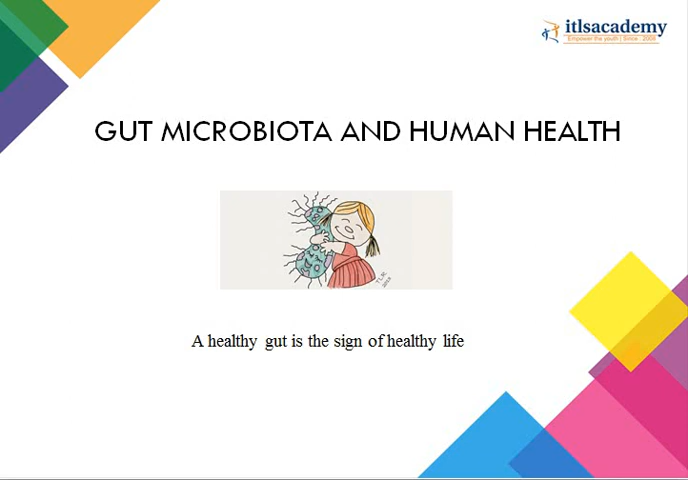 itlsacademy
Empower the youth | Since : 2008
GUT MICROBIOTA AND HUMAN HEALTH
A healthy gut is the sign of healthy life